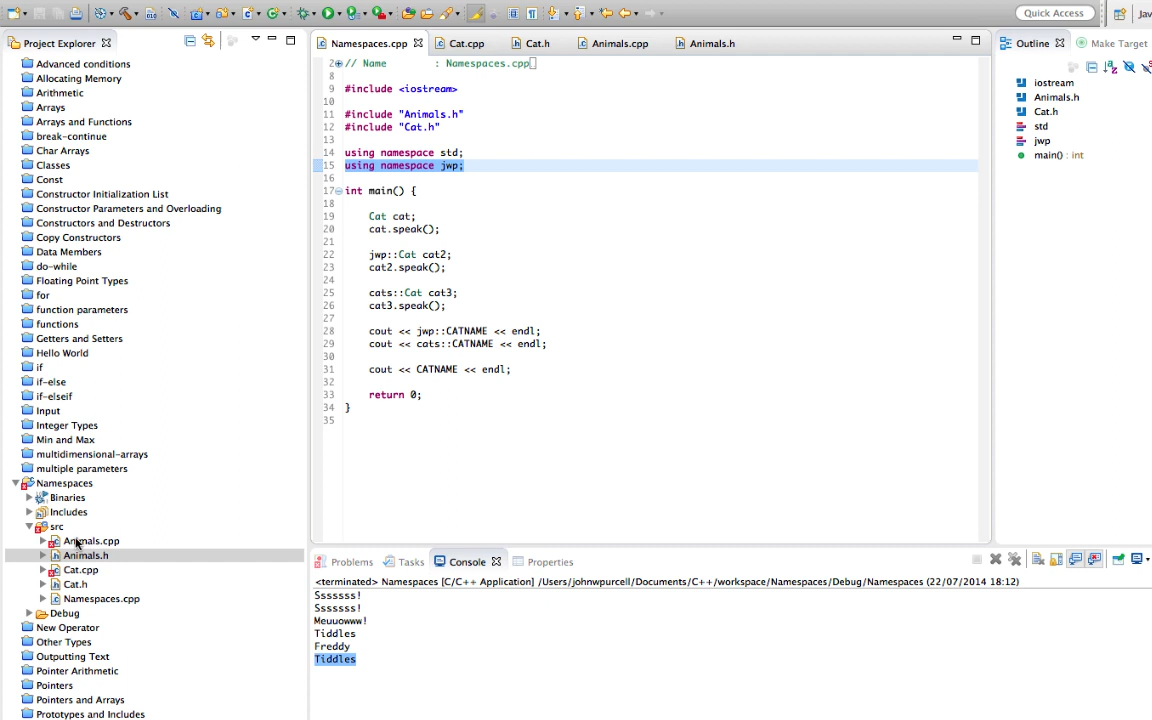 Quick Access
Jav
Project Explorer
Advanced conditions
Allocating Memory
Arithmetic
Arrays
Arrays and Functions
break-continue
Char Arrays
Classes
Const
Constructor Initialization List
Constructor Parameters and Overloading
Constructors and Destructors
Copy Constructors
Data Members
do-while
Floating Point Types
for
function parameters
functions
Getters and Setters
Hello World
if
if-else
if-elseif
Input
Integer Types
Min and Max
multidimensional-arrays
multiple parameters
Namespaces
Binaries
Includes
src
Animals.cpp
Animals.h
Cat.cpp
Cat.h
Namespaces.cpp
Debug
New Operator
Other Types
Outputting Text
Pointer Arithmetic
Pointers
Pointers and Arrays
Prototypes and Includes
Namespaces.cpp Cat.cpp Cat.h Animals.cpp Animals.h
2 // Name : Namespaces.cpp
8
9 #include <iostream>
10
11 #include "Animals.h"
12 #include "Cat.h"
13
14 using namespace std;
15 using namespace jwp;
16
17 int main() {
18
19 Cat cat;
20 cat.speak();
21
22 jwp::Cat cat2;
23 cat2.speak();
24
25 cats::Cat cat3;
26 cat3.speak();
27
28 cout << jwp::CATNAME << endl;
29 cout << cats::CATNAME << endl;
30
31 cout << CATNAME << endl;
32
33 return 0;
34 }
35
Outline Make Target
iostream
Animals.h
Cat.h
std
jwp
main() : int
Problems Tasks Console Properties
<terminated> Namespaces [C/C++ Application] /Users/johnwpurcell/Documents/C++/workspace/Namespaces/Debug/Namespaces (22/07/2014 18:12)
Sssssss!
Sssssss!
Meuuowww!
Tiddles
Freddy
Tiddles